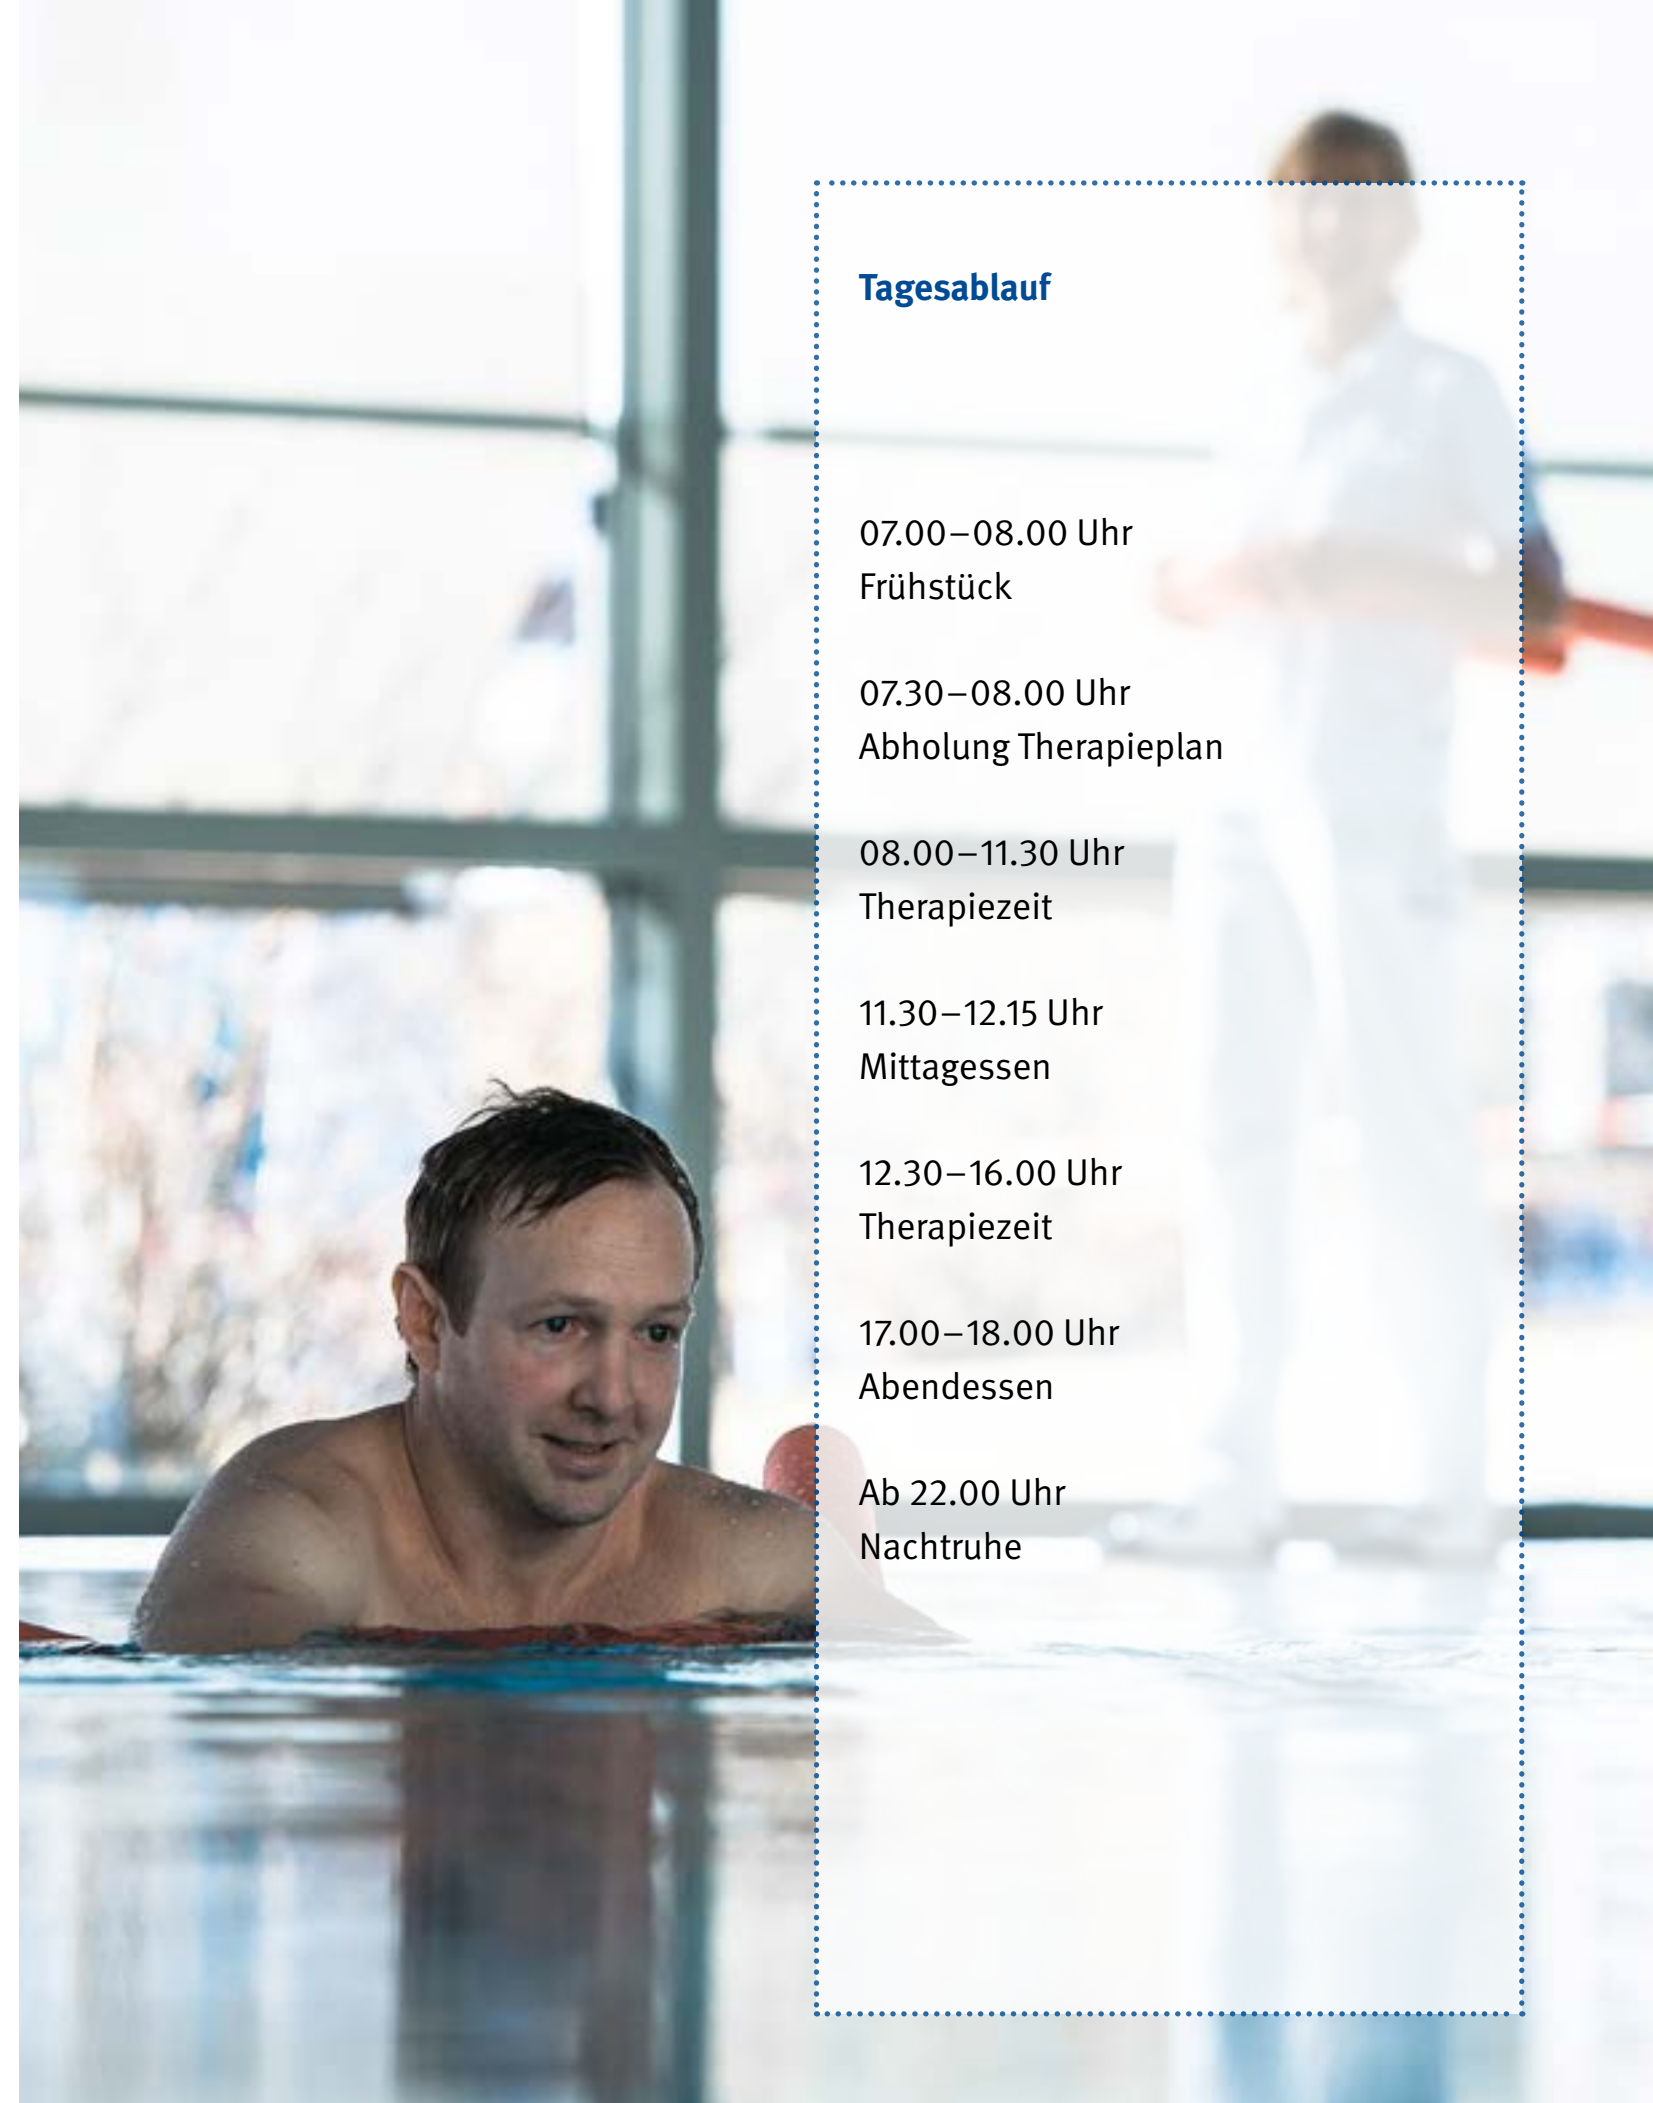 Tagesablauf
07.00–08.00 Uhr
Frühstück
07.30–08.00 Uhr
Abholung Therapieplan
08.00–11.30 Uhr
Therapiezeit
11.30–12.15 Uhr
Mittagessen
12.30–16.00 Uhr
Therapiezeit
17.00–18.00 Uhr
Abendessen
Ab 22.00 Uhr
Nachtruhe